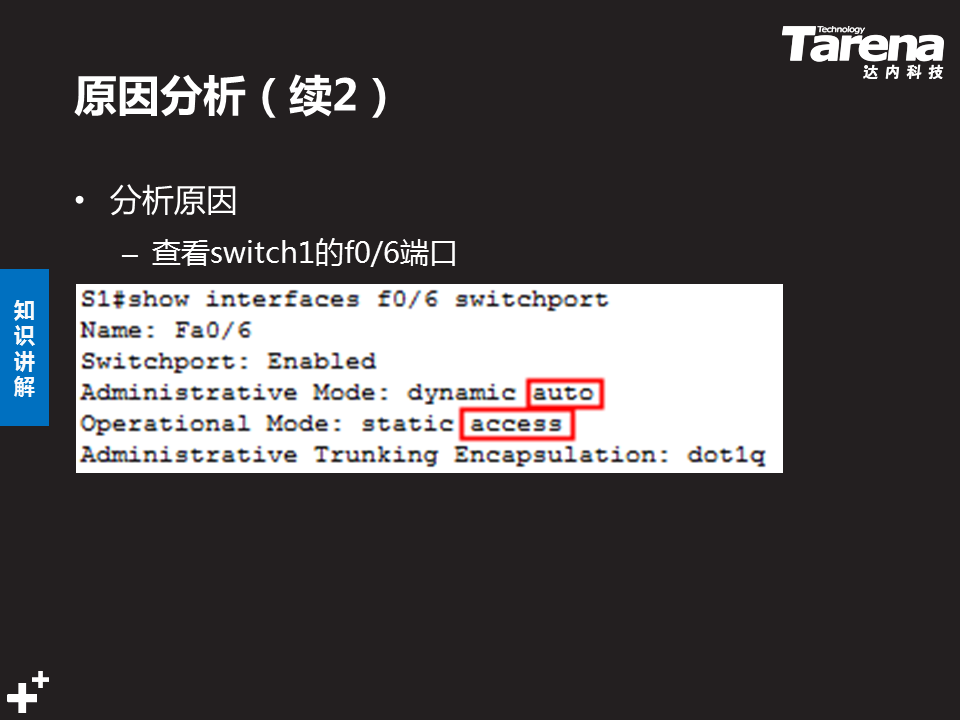 Technology
Tarena
达内科技
原因分析（续2）
• 分析原因
– 查看switch1的f0/6端口
知识讲解
S1#show interfaces f0/6 switchport
Name: Fa0/6
Switchport: Enabled
Administrative Mode: dynamic auto
Operational Mode: static access
Administrative Trunking Encapsulation: dot1q